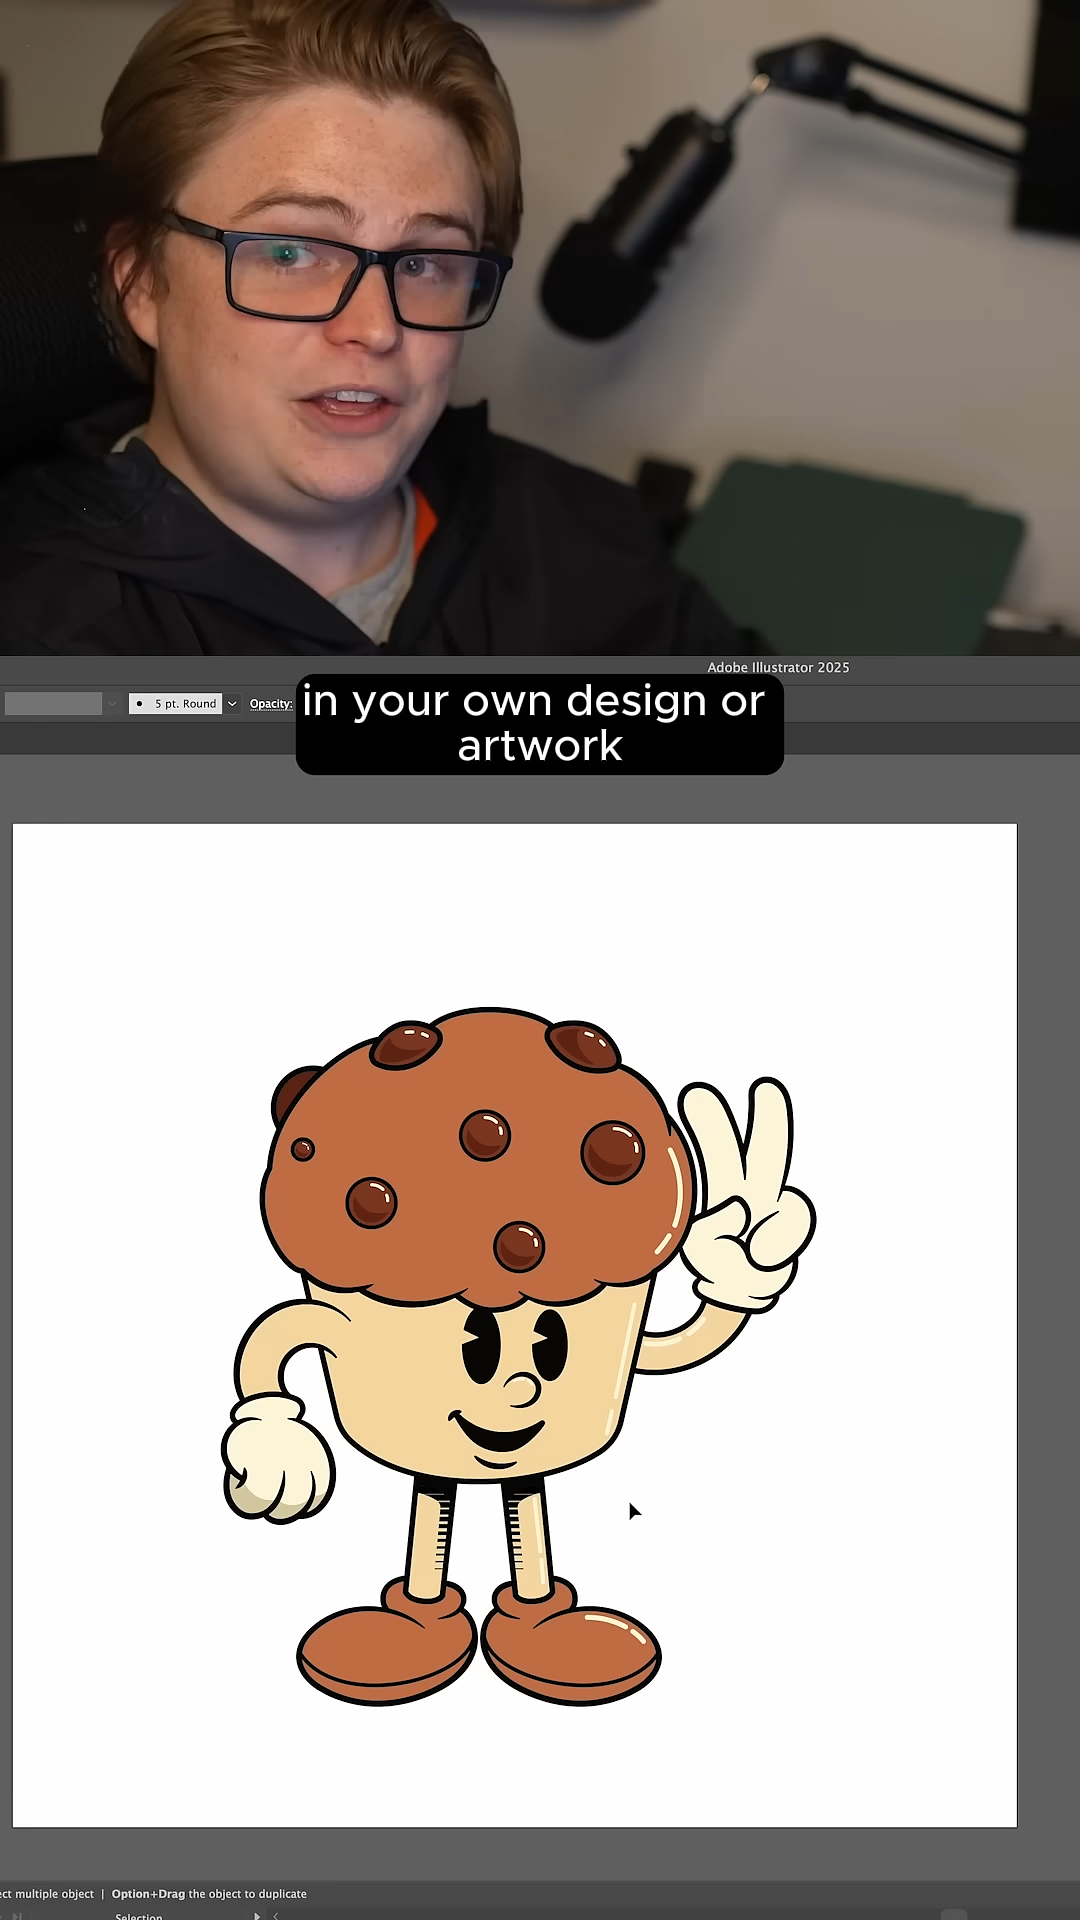 Adobe Illustrator 2025
5 pt. Round
Opacity:
in your own design or
artwork
ct multiple object | Option+Drag the object to duplicate
Selection